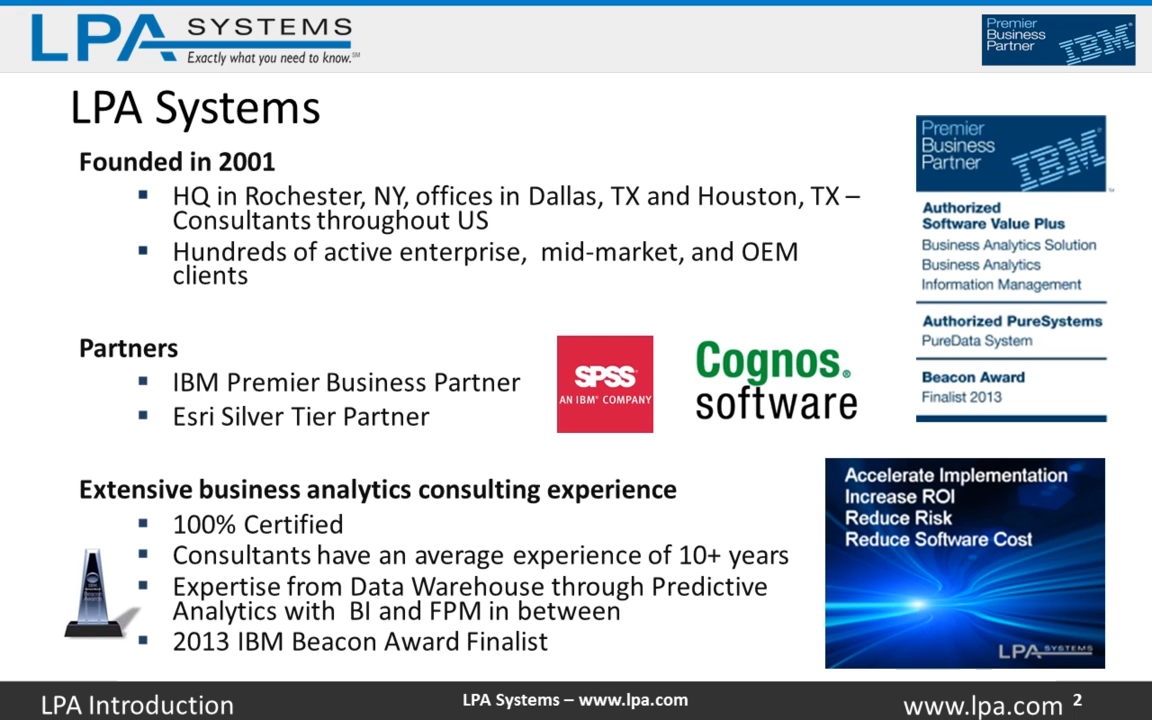 LPA SYSTEMS
Exactly what you need to know.℠
Premier
Business
Partner
IBM®
LPA Systems
Founded in 2001
▪ HQ in Rochester, NY, offices in Dallas, TX and Houston, TX –
Consultants throughout US
▪ Hundreds of active enterprise, mid-market, and OEM
clients
Partners
▪ IBM Premier Business Partner
▪ Esri Silver Tier Partner
SPSS
AN IBM® COMPANY
Cognos®
software
Extensive business analytics consulting experience
▪ 100% Certified
▪ Consultants have an average experience of 10+ years
▪ Expertise from Data Warehouse through Predictive
Analytics with BI and FPM in between
▪ 2013 IBM Beacon Award Finalist
Premier
Business
Partner
IBM®
Authorized
Software Value Plus
Business Analytics Solution
Business Analytics
Information Management
Authorized PureSystems
PureData System
Beacon Award
Finalist 2013
Accelerate Implementation
Increase ROI
Reduce Risk
Reduce Software Cost
LPA SYSTEMS
LPA Introduction
LPA Systems – www.lpa.com
www.lpa.com 2